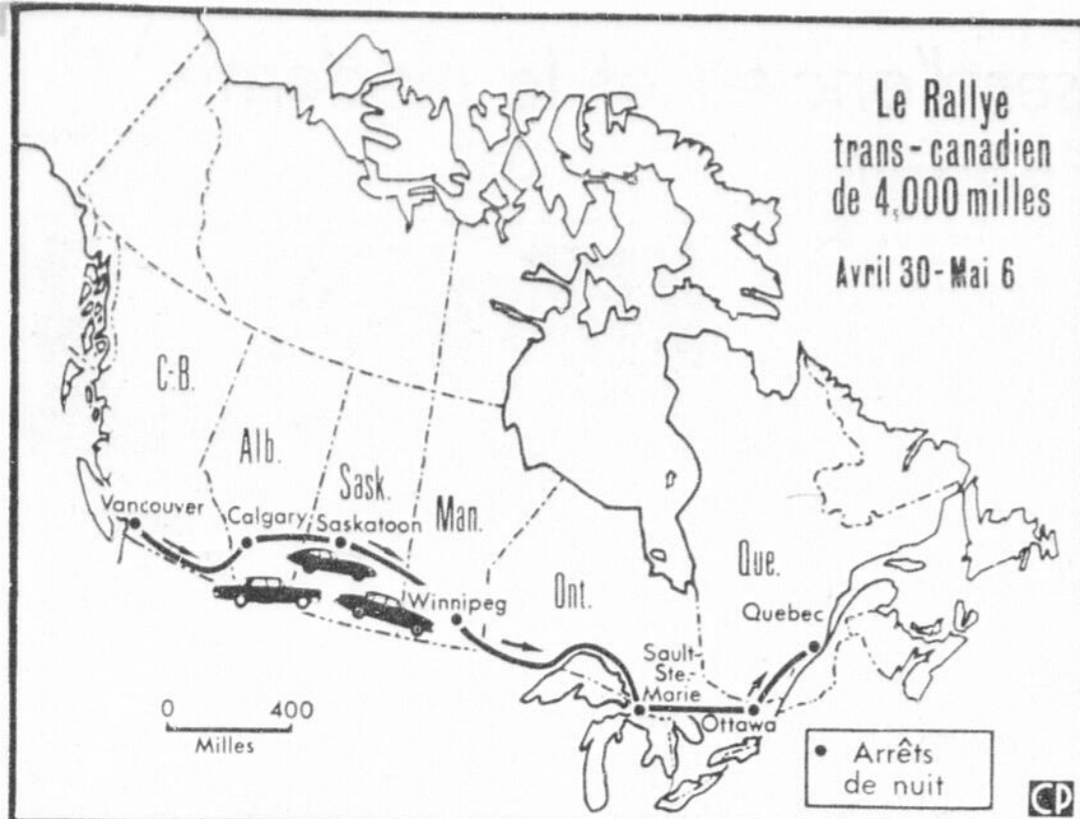 Le Rallye
trans-canadien
de 4,000 milles
Avril 30-Mai 6
C.-B.
Alb.
Sask.
Man.
Ont.
Que.
Vancouver
Calgary
Saskatoon
Winnipeg
Sault-
Ste.-
Marie
Ottawa
Quebec
0 400
Milles
Arrêts
de nuit
CP